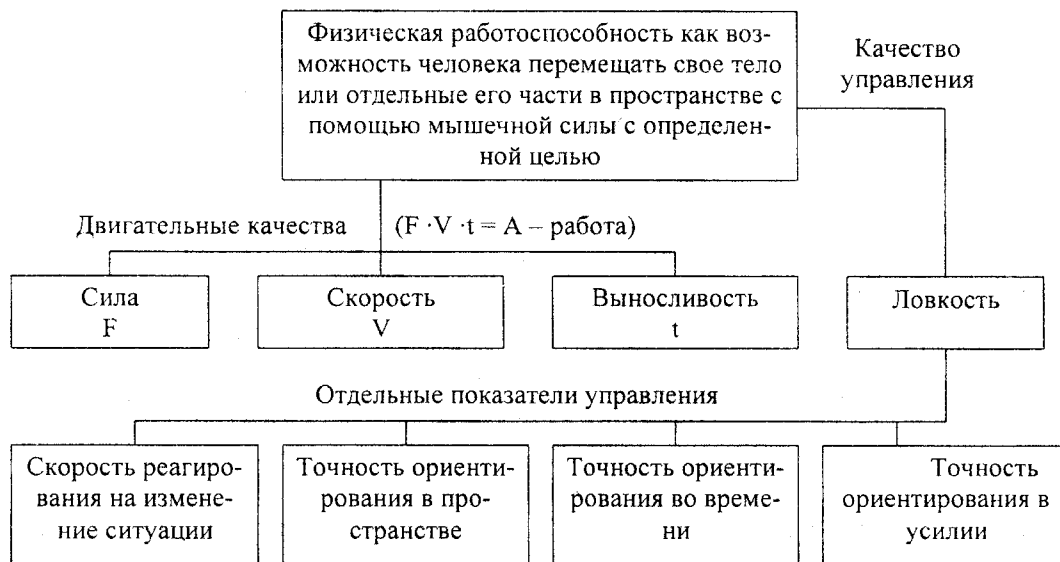 Физическая работоспособность как воз-
можность человека перемещать свое тело
или отдельные его части в пространстве с
помощью мышечной силы с определен-
ной целью
Качество
управления
Двигательные качества (F ·V ·t = A – работа)
Сила
F
Скорость
V
Выносливость
t
Ловкость
Отдельные показатели управления
Скорость реагиро-
вания на измене-
ние ситуации
Точность ориенти-
рования в про-
странстве
Точность ориенти-
рования во време-
ни
Точность
ориентирования в
усилии